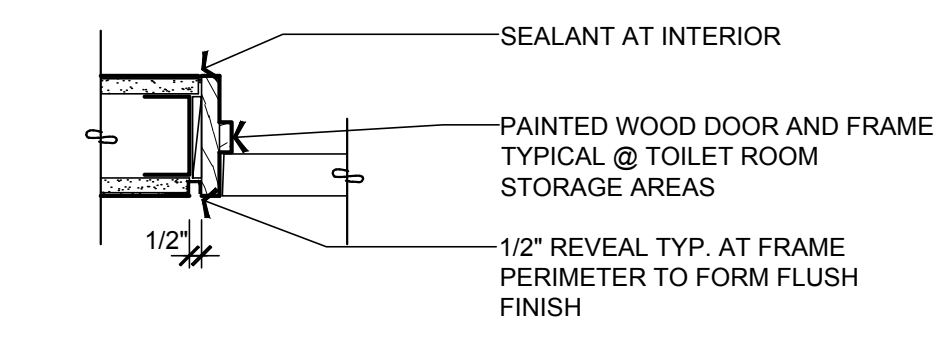 SEALANT AT INTERIOR
PAINTED WOOD DOOR AND FRAME
TYPICAL @ TOILET ROOM
STORAGE AREAS
1/2"
1/2" REVEAL TYP. AT FRAME
PERIMETER TO FORM FLUSH
FINISH